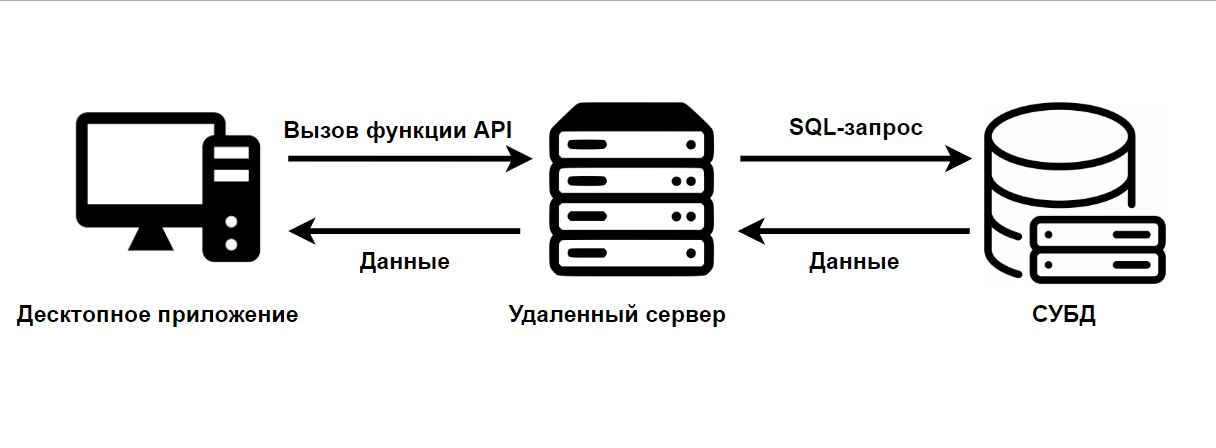 Вызов функции API
SQL-запрос
Данные
Данные
Десктопное приложение
Удаленный сервер
СУБД